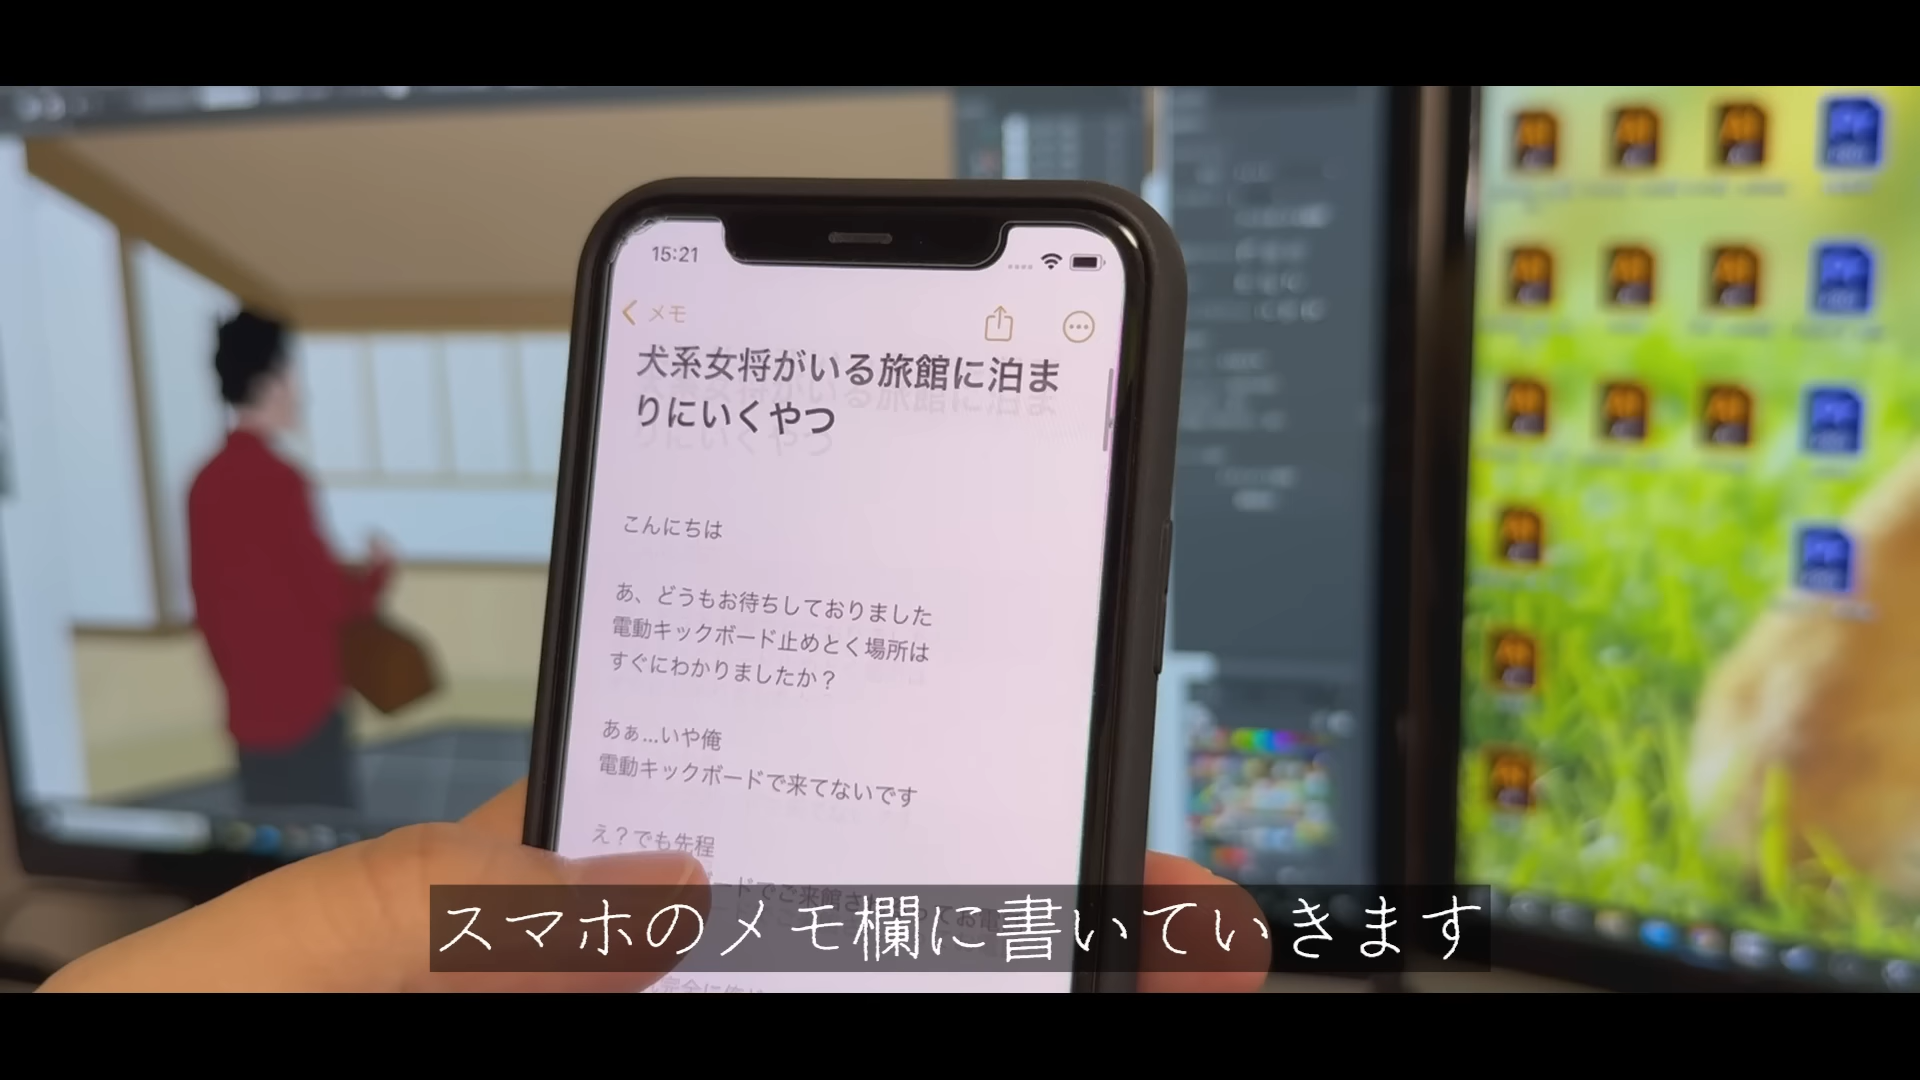 15:21
メモ
犬系女将がいる旅館に泊ま
りにいくやつ
こんにちは
あ、どうもお待ちしておりました
電動キックボード止めとく場所は
すぐにわかりましたか？
あぁ…いや俺
電動キックボードで来てないです
え？でも先程
スマホのメモ欄に書いていきます